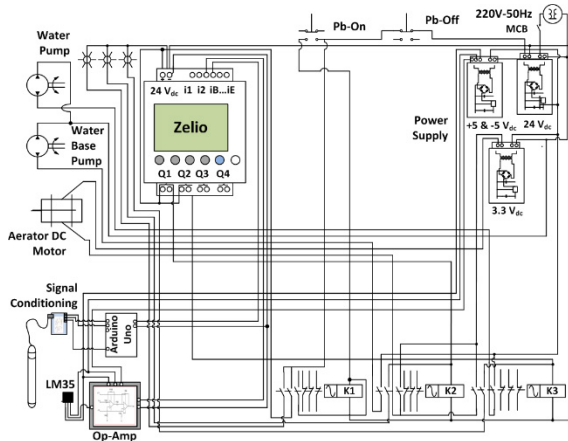 Pb-On
Pb-Off
220V-50Hz
MCB
Water
Pump
24 Vdc i1 i2 iB...iE
Zelio
Q1 Q2 Q3 Q4
Water
Base
Pump
Power
Supply
+5 & -5 Vdc
24 Vdc
3.3 Vdc
Aerator DC
Motor
Signal
Conditioning
Arduino
Uno
LM35
Op-Amp
K1
K2
K3